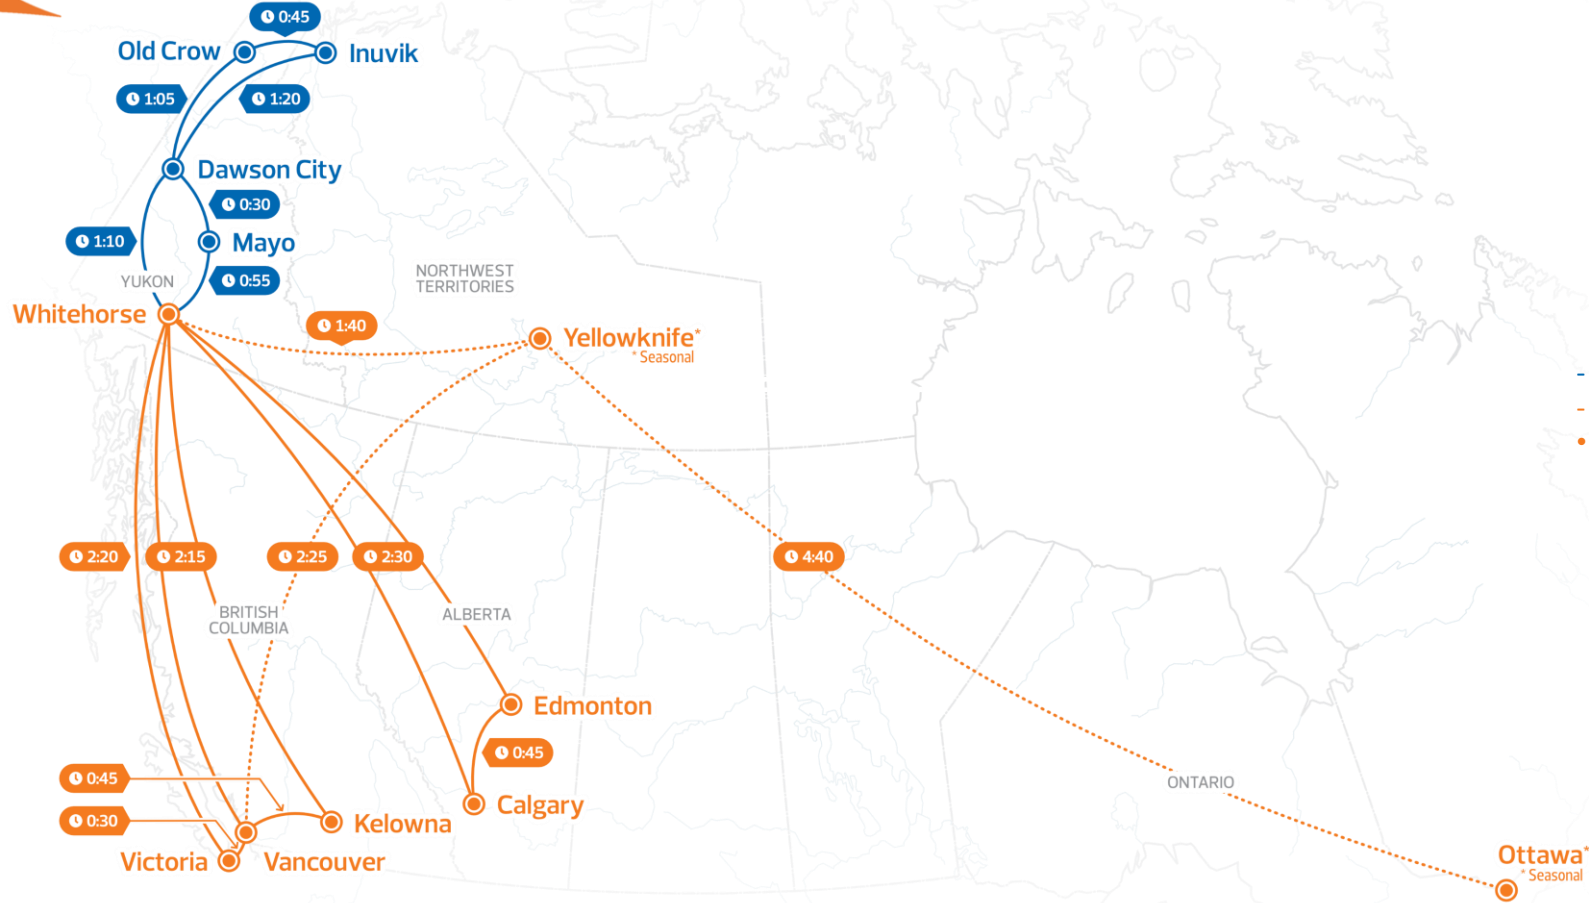 0:45
Old Crow
Inuvik
1:05
1:20
Dawson City
0:30
1:10
Mayo
0:55
YUKON
NORTHWEST
TERRITORIES
Whitehorse
1:40
Yellowknife*
* Seasonal
2:20
2:15
2:25
2:30
4:40
BRITISH
COLUMBIA
ALBERTA
Edmonton
0:45
0:45
ONTARIO
Calgary
0:30
Kelowna
Victoria
Vancouver
Ottawa*
* Seasonal